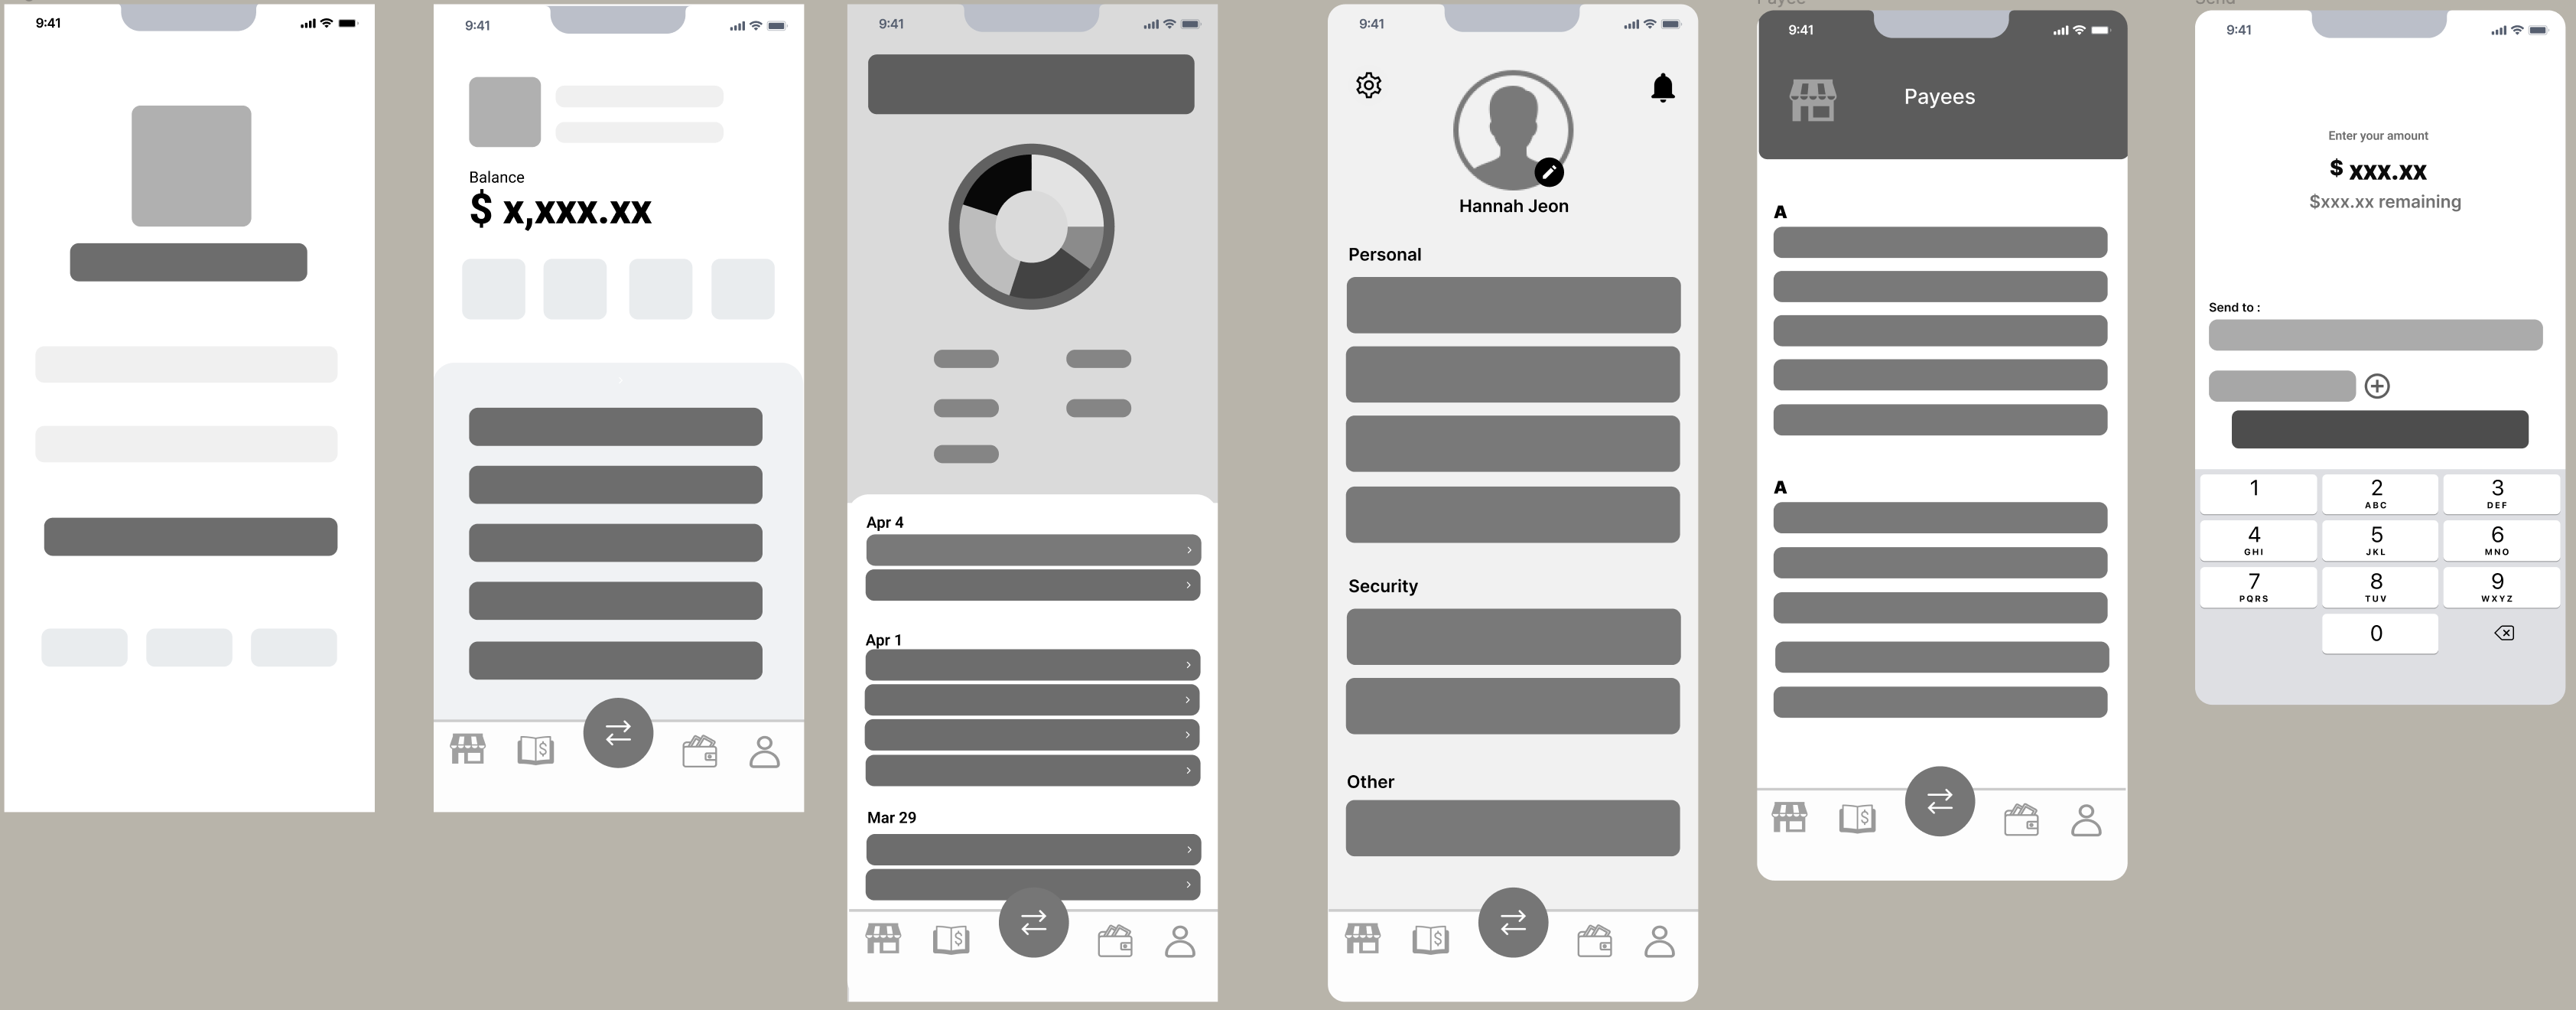 9:41
9:41
Balance
$ x,xxx.xx
9:41
Apr 4
Apr 1
Mar 29
9:41
Hannah Jeon
Personal
Security
Other
9:41
Payees
A
A
9:41
Enter your amount
$ xxx.xx
$xxx.xx remaining
Send to :
1 2 3
ABC DEF
4 5 6
GHI JKL MNO
7 8 9
PQRS TUV WXYZ
0